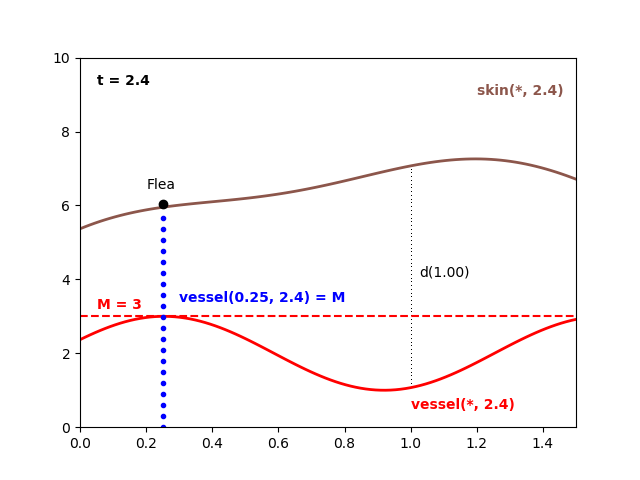 10
t = 2.4
skin(*, 2.4)
8
Flea
6
d(1.00)
4
vessel(0.25, 2.4) = M
M = 3
2
vessel(*, 2.4)
0
0.0 0.2 0.4 0.6 0.8 1.0 1.2 1.4